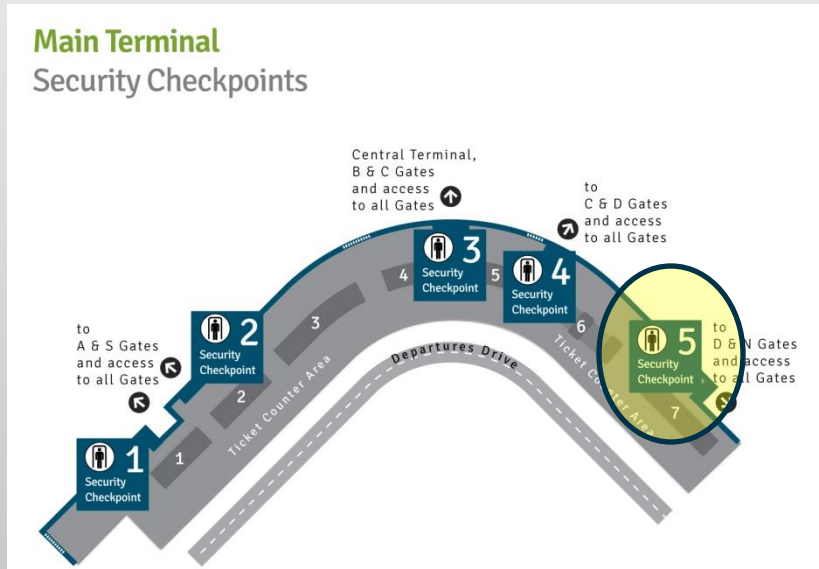 Main Terminal
Security Checkpoints
Central Terminal,
B & C Gates
and access
to all Gates
to
C & D Gates
and access
to all Gates
to
A & S Gates
and access
to all Gates
to
D & N Gates
and access
to all Gates
1
Security
Checkpoint
2
Security
Checkpoint
3
Security
Checkpoint
4
Security
Checkpoint
5
Security
Checkpoint
1
2
3
4
5
6
7
Ticket Counter Area
Departures Drive
Ticket Counter Area